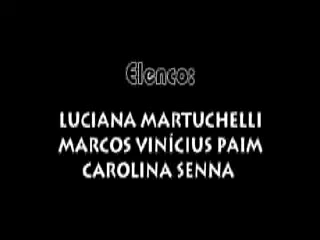 Elenco:
LUCIANA MARTUCHELLI
MARCOS VINÍCIUS PAIM
CAROLINA SENNA